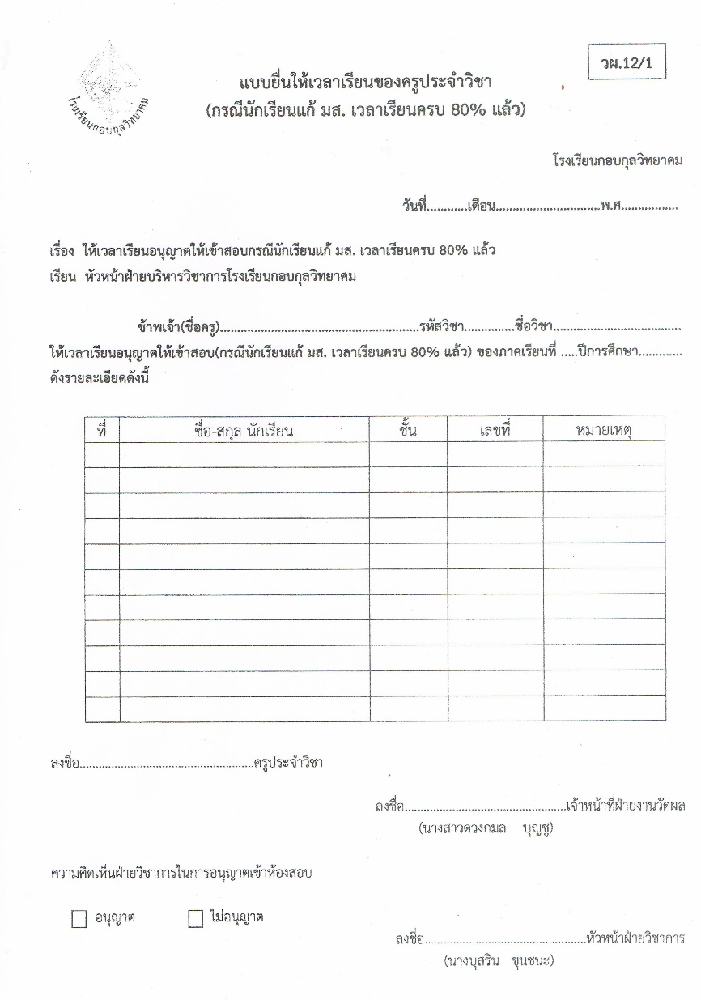 วผ.12/1
แบบยื่นให้เวลาเรียนของครูประจำวิชา
(กรณีนักเรียนแก้ มส. เวลาเรียนครบ 80% แล้ว)
โรงเรียนกอบกุลวิทยาคม
โรงเรียนกอบกุลวิทยาคม
วันที่............เดือน...............................พ.ศ.................
เรื่อง ให้เวลาเรียนอนุญาตให้เข้าสอบกรณีนักเรียนแก้ มส. เวลาเรียนครบ 80% แล้ว
เรียน หัวหน้าฝ่ายบริหารวิชาการโรงเรียนกอบกุลวิทยาคม
ข้าพเจ้า(ชื่อครู)............................................................รหัสวิชา...............ชื่อวิชา......................................
ให้เวลาเรียนอนุญาตให้เข้าสอบ(กรณีนักเรียนแก้ มส. เวลาเรียนครบ 80% แล้ว) ของภาคเรียนที่ .....ปีการศึกษา.............
ดังรายละเอียดดังนี้
ที่ ชื่อ-สกุล นักเรียน ชั้น เลขที่ หมายเหตุ
ลงชื่อ.......................................................ครูประจำวิชา
ลงชื่อ...................................................เจ้าหน้าที่ฝ่ายงานวัดผล
(นางสาวดวงกมล บุญชู)
ความคิดเห็นฝ่ายวิชาการในการอนุญาตเข้าห้องสอบ
อนุญาต ไม่อนุญาต
ลงชื่อ...................................................หัวหน้าฝ่ายวิชาการ
(นางบุสริน ขุนชนะ)